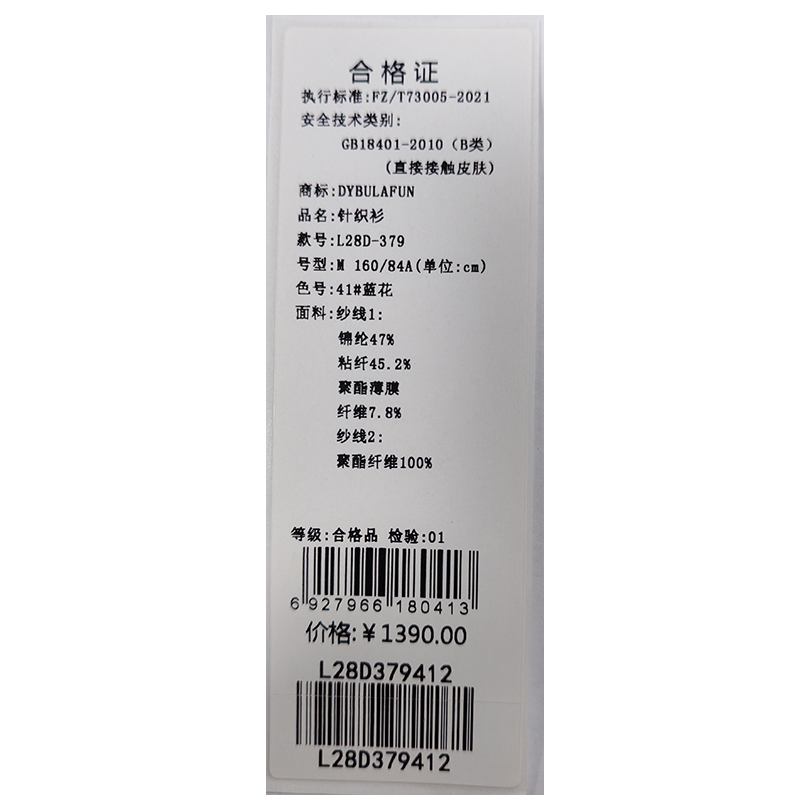 合格证
执行标准:FZ/T73005-2021
安全技术类别:
GB18401-2010（B类）
(直接接触皮肤)
商标:DYBULAFUN
品名:针织衫
款号:L28D-379
号型:M 160/84A(单位:cm)
色号:41#蓝花
面料:纱线1:
锦纶47%
粘纤45.2%
聚酯薄膜
纤维7.8%
纱线2:
聚酯纤维100%
等级:合格品 检验:01
6 927966 180413
价格:￥1390.00
L28D379412
L28D379412